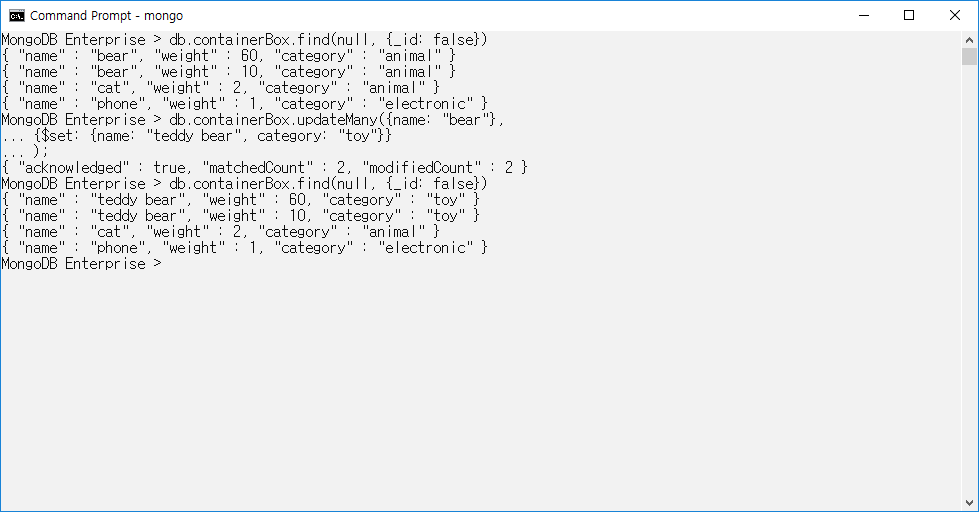 Command Prompt - mongo
MongoDB Enterprise > db.containerBox.find(null, {_id: false})
{ "name" : "bear", "weight" : 60, "category" : "animal" }
{ "name" : "bear", "weight" : 10, "category" : "animal" }
{ "name" : "cat", "weight" : 2, "category" : "animal" }
{ "name" : "phone", "weight" : 1, "category" : "electronic" }
MongoDB Enterprise > db.containerBox.updateMany({name: "bear"},
... {$set: {name: "teddy bear", category: "toy"}}
... );
{ "acknowledged" : true, "matchedCount" : 2, "modifiedCount" : 2 }
MongoDB Enterprise > db.containerBox.find(null, {_id: false})
{ "name" : "teddy bear", "weight" : 60, "category" : "toy" }
{ "name" : "teddy bear", "weight" : 10, "category" : "toy" }
{ "name" : "cat", "weight" : 2, "category" : "animal" }
{ "name" : "phone", "weight" : 1, "category" : "electronic" }
MongoDB Enterprise >